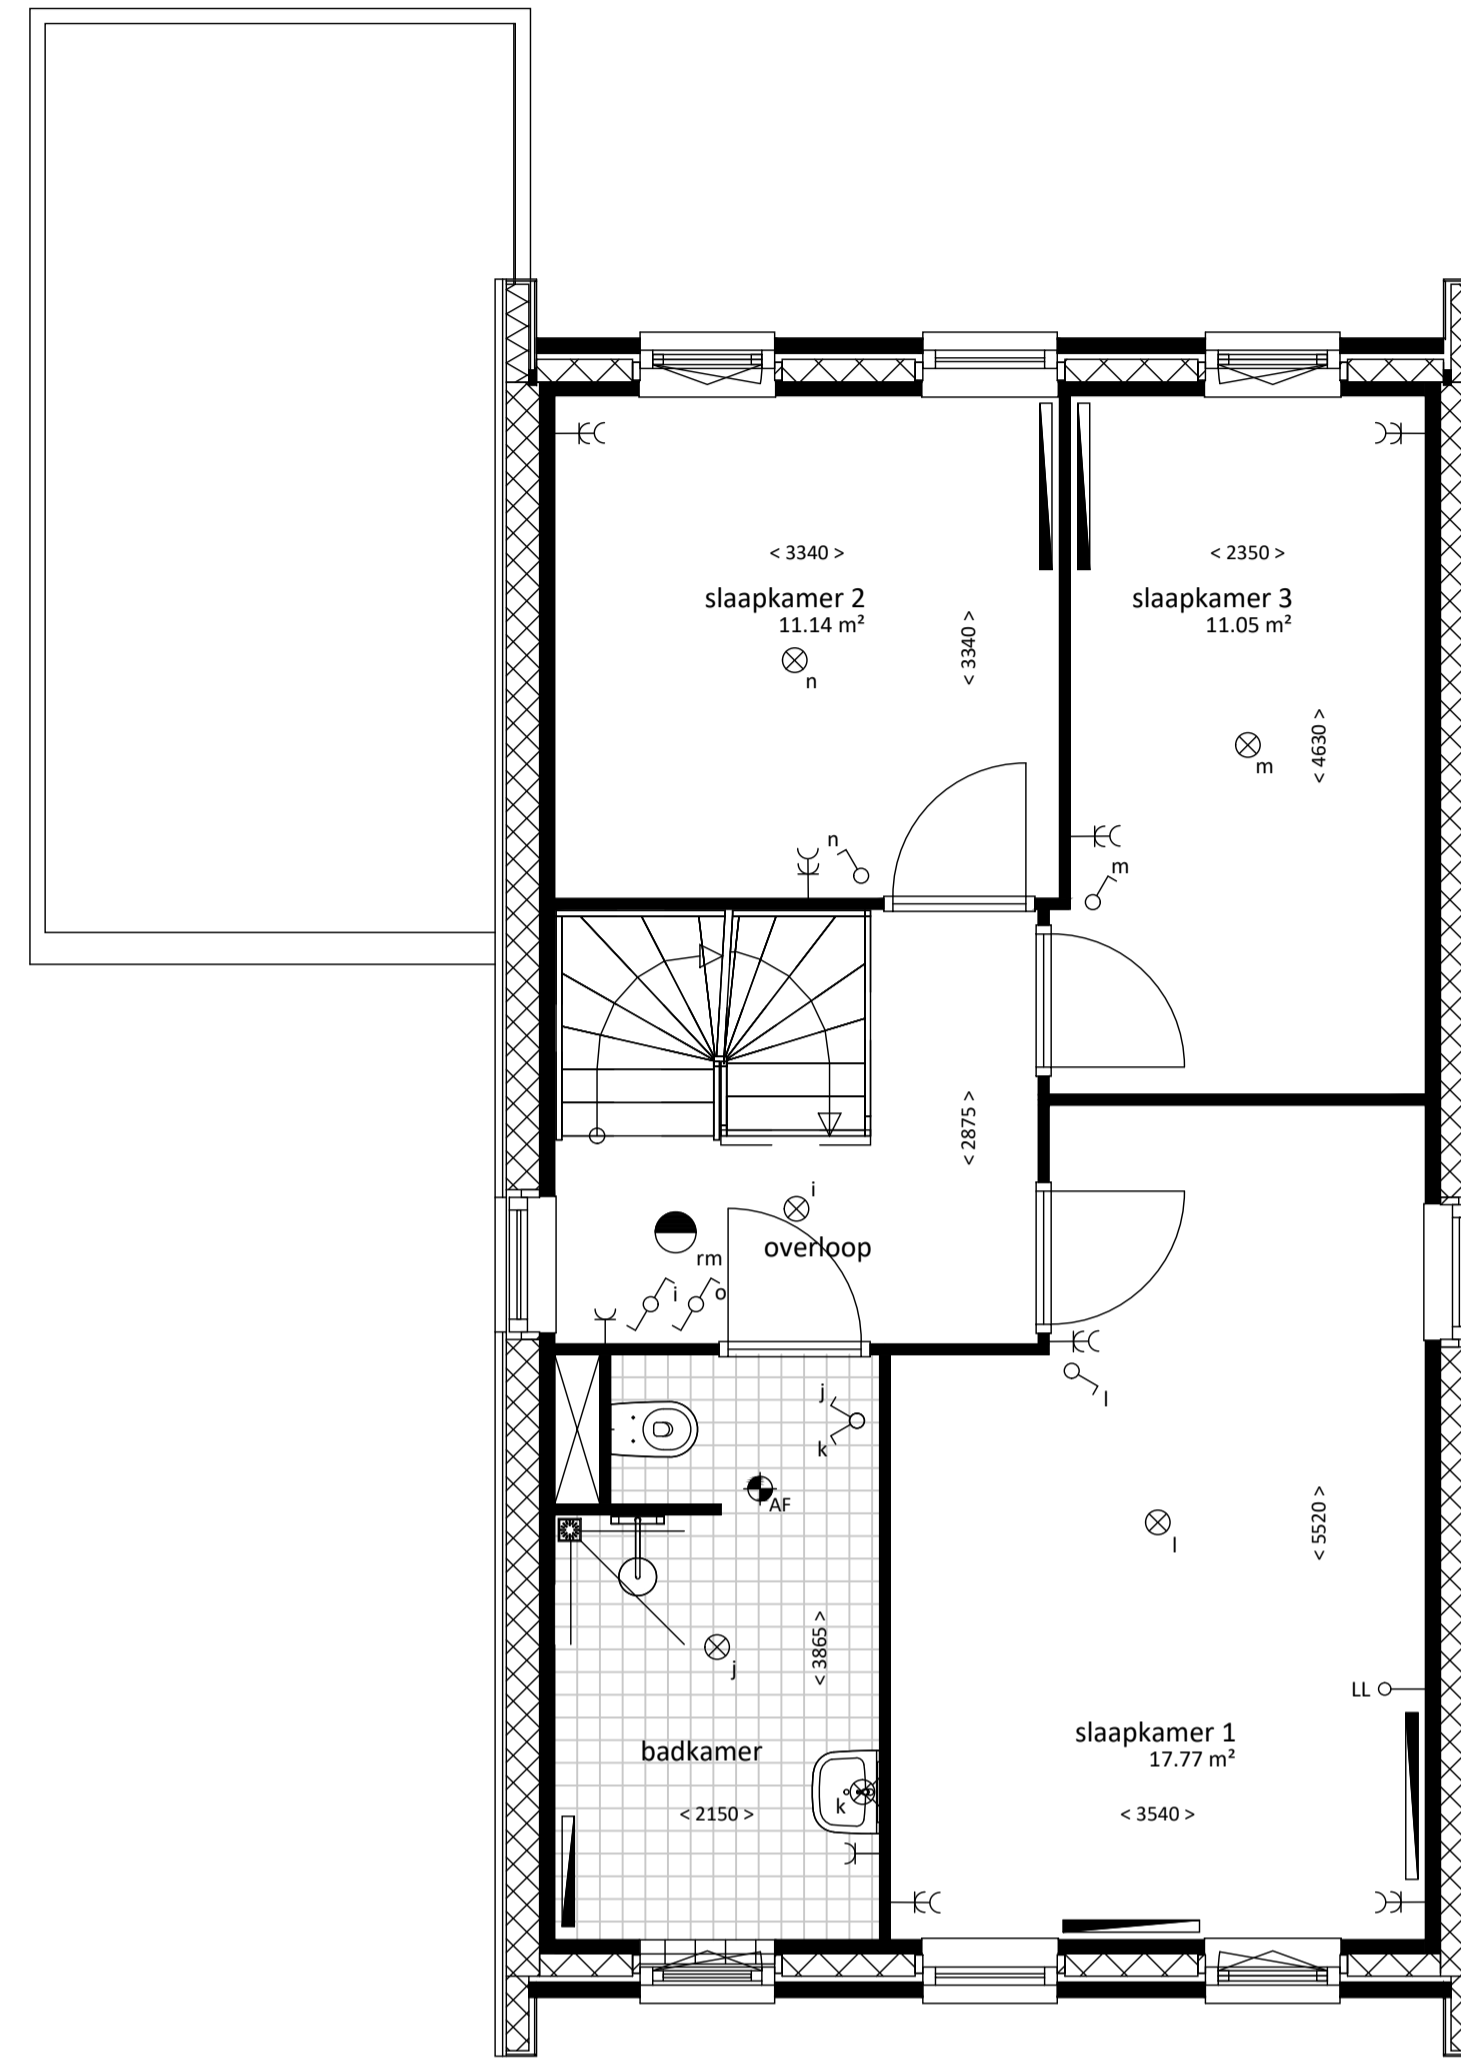 < 3340 >
slaapkamer 2
11.14 m²
< 3340 >
n
n
< 2350 >
slaapkamer 3
11.05 m²
< 4630 >
m
m
< 2875 >
i
overloop
rm
i
o
j
k
AF
l
l
< 5520 >
< 3865 >
j
badkamer
< 2150 >
k
LL
slaapkamer 1
17.77 m²
< 3540 >